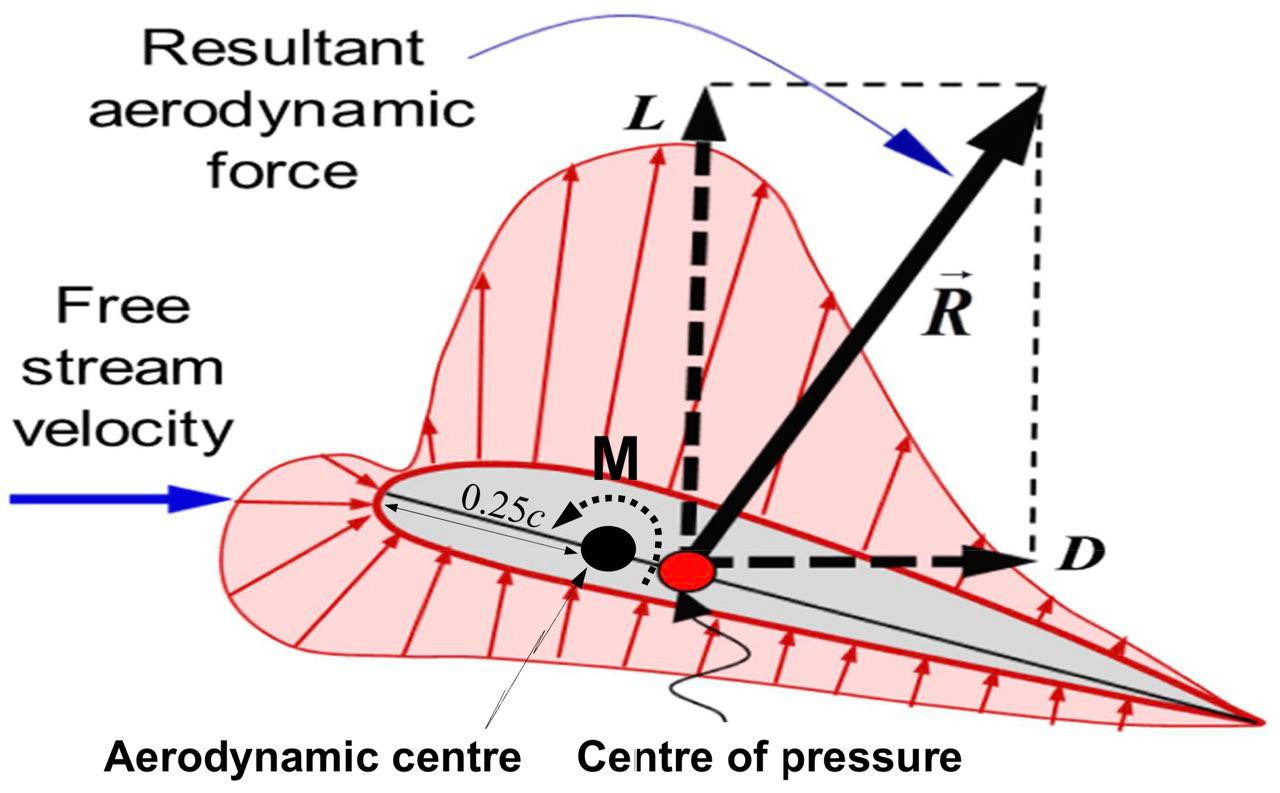 Resultant
aerodynamic
force
L
R
Free
stream
velocity
M
0.25c
D
Aerodynamic centre
Centre of pressure